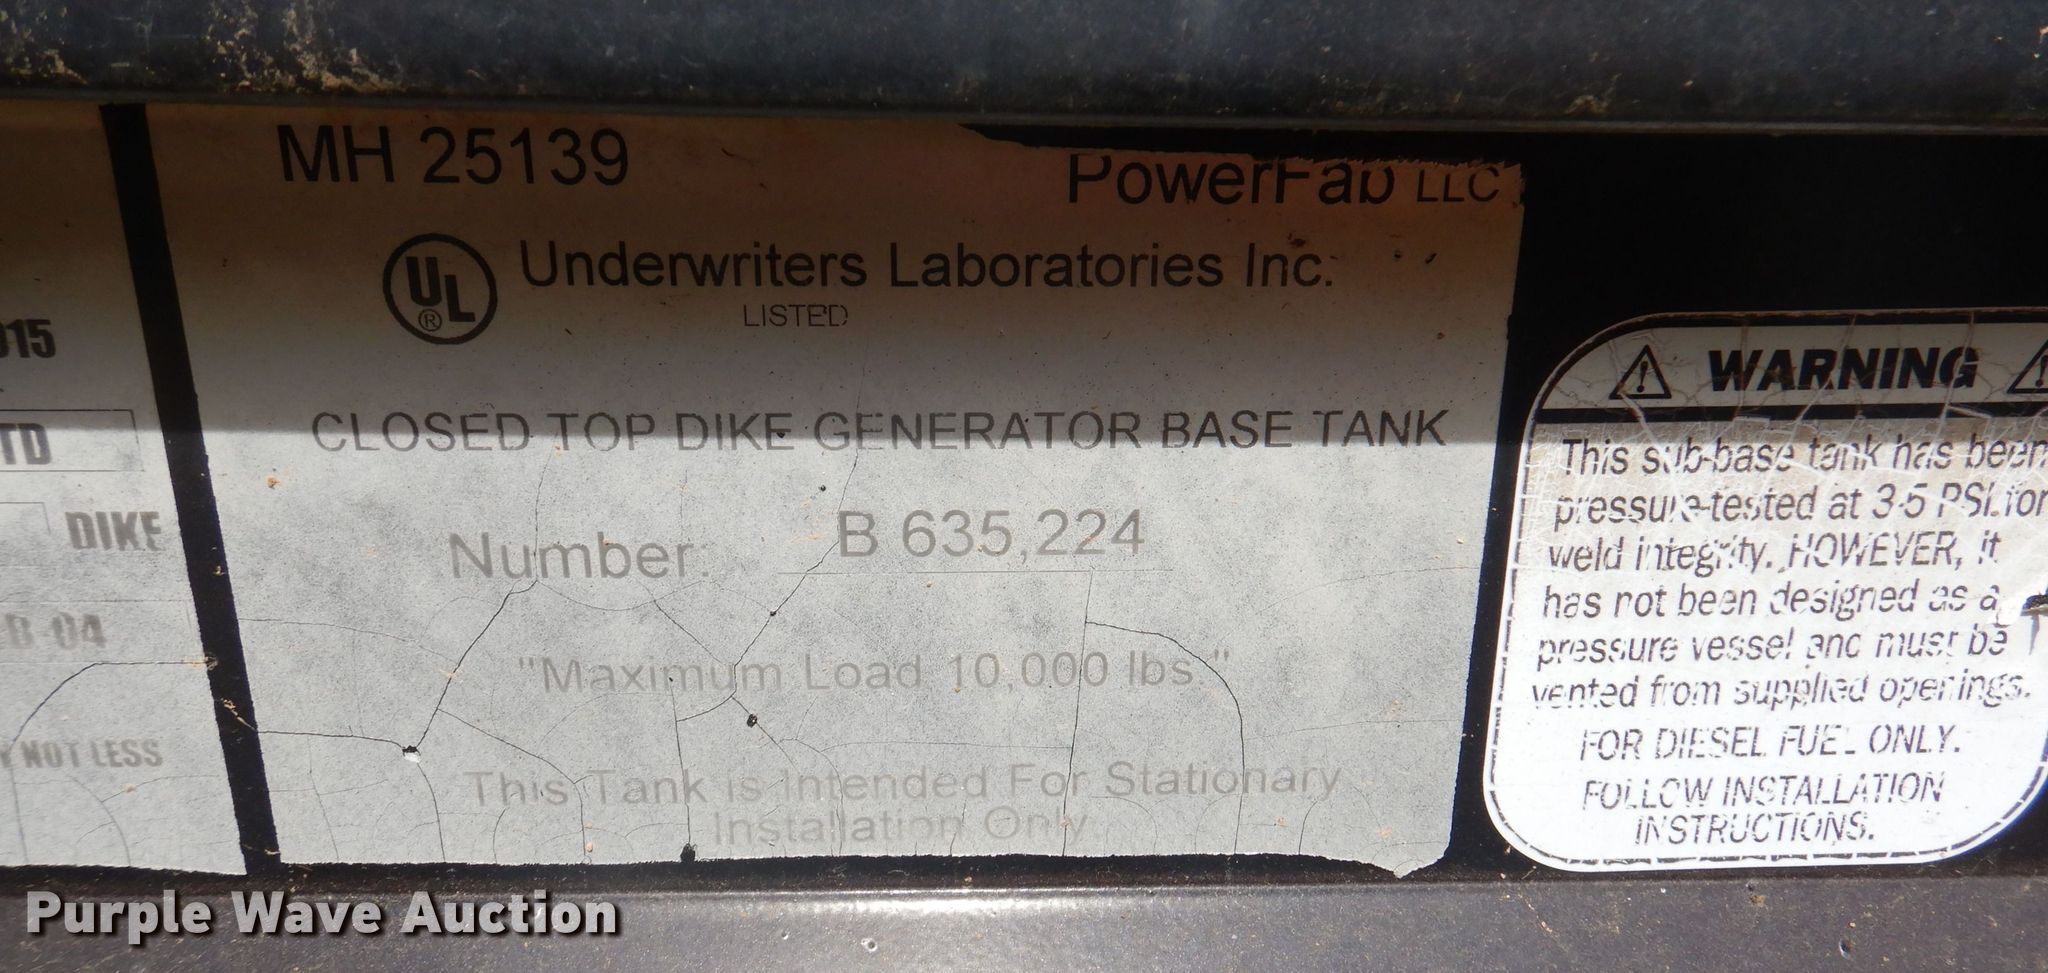 015
TD
DIKE
B-04
Y NOT LESS
MH 25139
PowerFab LLC
UL
®
Underwriters Laboratories Inc.
LISTED
CLOSED TOP DIKE GENERATOR BASE TANK
Number: B 635,224
"Maximum Load 10,000 lbs."
This Tank is Intended For Stationary
Installation Only
WARNING
This sub-base tank has been
pressure-tested at 3-5 PSI for
weld integrity. HOWEVER, it
has not been designed as a
pressure vessel and must be
vented from supplied openings.
FOR DIESEL FUEL ONLY.
FOLLOW INSTALLATION
INSTRUCTIONS.
Purple Wave Auction